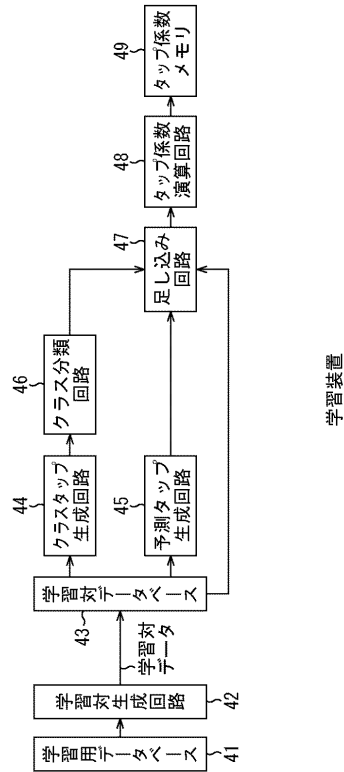 41
学習用データベース
42
学習対生成回路
学習対
データ
43
学習対データベース
44
クラスタップ
生成回路
45
予測タップ
生成回路
46
クラス分類
回路
47
足し込み
回路
48
タップ係数
演算回路
49
タップ係数
メモリ
学習装置